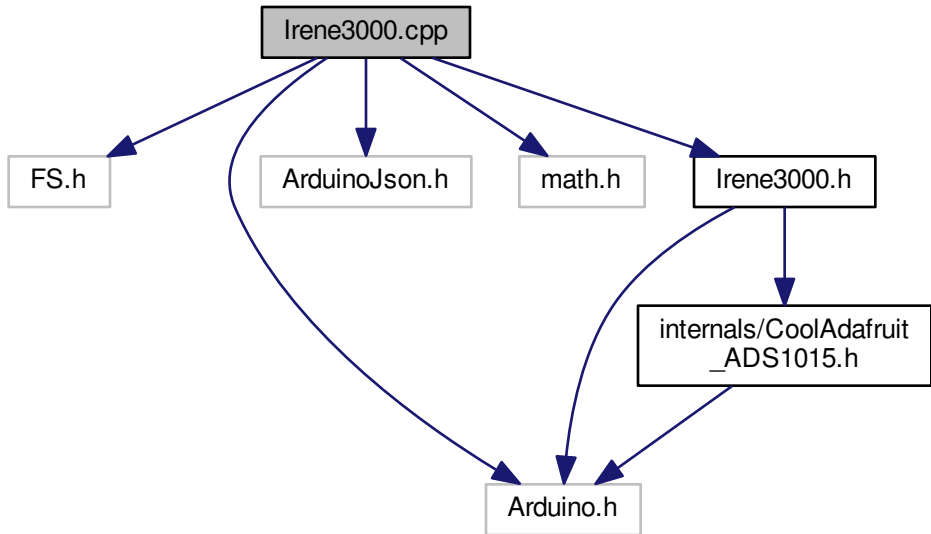 Irene3000.cpp
FS.h
ArduinoJson.h
math.h
Irene3000.h
internals/CoolAdafruit
_ADS1015.h
Arduino.h